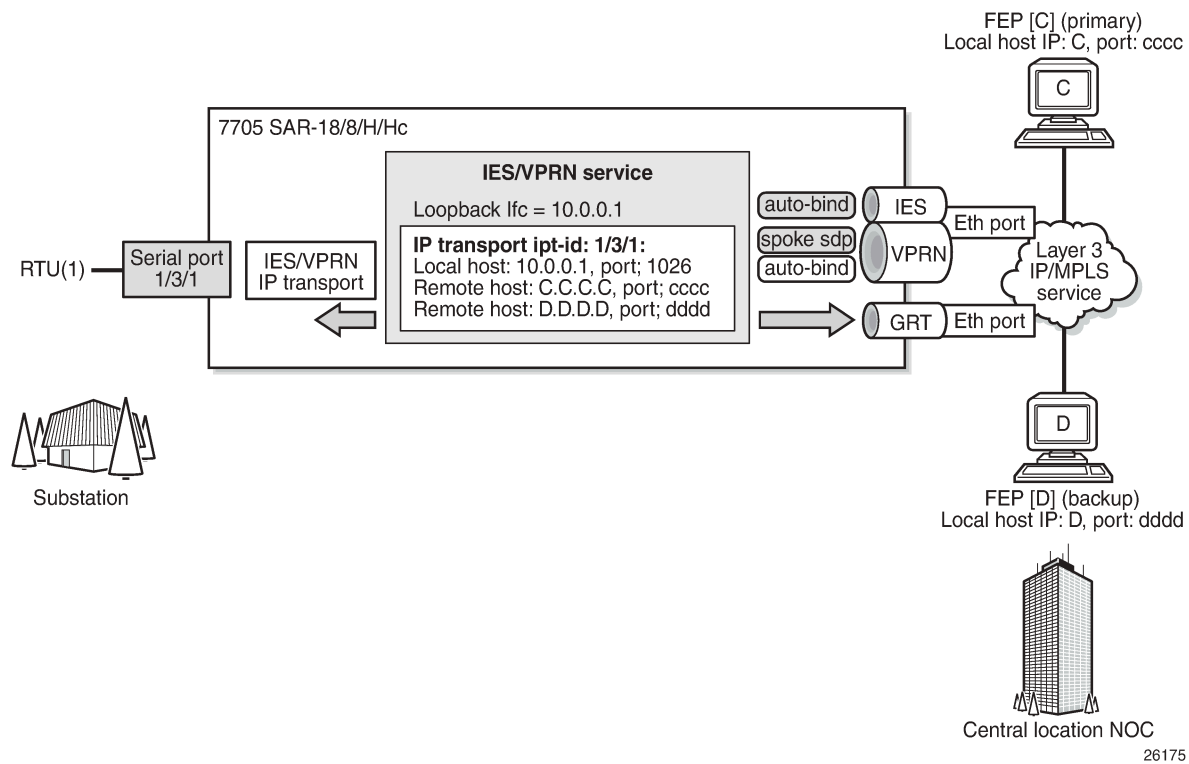 FEP [C] (primary)
Local host IP: C, port: cccc
C
7705 SAR-18/8/H/Hc
IES/VPRN service
Loopback Ifc = 10.0.0.1
IP transport ipt-id: 1/3/1:
Local host: 10.0.0.1, port; 1026
Remote host: C.C.C.C, port; cccc
Remote host: D.D.D.D, port; dddd
RTU(1)
Serial port
1/3/1
IES/VPRN
IP transport
auto-bind
IES
Eth port
spoke sdp
auto-bind
VPRN
GRT
Eth port
Layer 3
IP/MPLS
service
D
FEP [D] (backup)
Local host IP: D, port: dddd
Substation
Central location NOC
26175